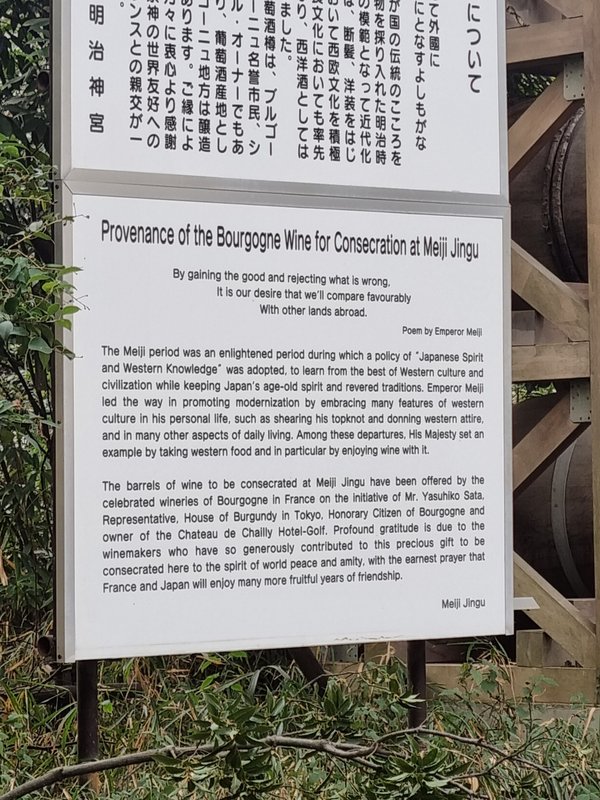 について
て外國に
にとなすよしもがな
が国の伝統のこころを
物を採り入れた明治時
の模範となって近代化
は、断髪、洋装をはじ
おいて西欧文化を積極
食文化においても率先
り、西洋酒としては
ました。
萄酒樽は、ブルゴー
ーニュ名誉市民、シ
ル・オーナーでもあ
り、葡萄酒産地とし
ゴーニュ地方は醸造
あります。ご縁によ
方々に衷心より感謝
祭神の世界友好への
ンスとの親交が一
。
明治神宮
Provenance of the Bourgogne Wine for Consecration at Meiji Jingu
By gaining the good and rejecting what is wrong,
It is our desire that we'll compare favourably
With other lands abroad.
Poem by Emperor Meiji
The Meiji period was an enlightened period during which a policy of "Japanese Spirit
and Western Knowledge" was adopted, to learn from the best of Western culture and
civilization while keeping Japan's age-old spirit and revered traditions. Emperor Meiji
led the way in promoting modernization by embracing many features of western
culture in his personal life, such as shearing his topknot and donning western attire,
and in many other aspects of daily living. Among these departures, His Majesty set an
example by taking western food and in particular by enjoying wine with it.
The barrels of wine to be consecrated at Meiji Jingu have been offered by the
celebrated wineries of Bourgogne in France on the initiative of Mr. Yasuhiko Sata,
Representative, House of Burgundy in Tokyo, Honorary Citizen of Bourgogne and
owner of the Chateau de Chailly Hotel-Golf. Profound gratitude is due to the
winemakers who have so generously contributed to this precious gift to be
consecrated here to the spirit of world peace and amity, with the earnest prayer that
France and Japan will enjoy many more fruitful years of friendship.
Meiji Jingu